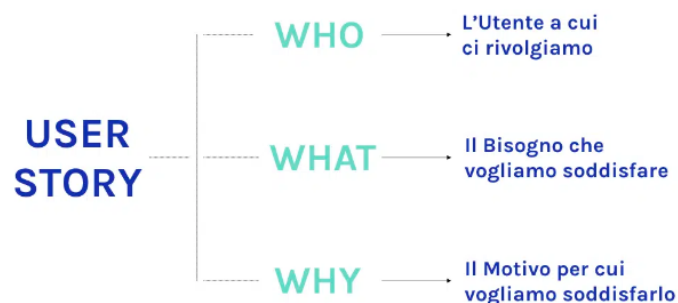 WHO
L’Utente a cui
ci rivolgiamo
USER
STORY
WHAT
Il Bisogno che
vogliamo soddisfare
WHY
Il Motivo per cui
vogliamo soddisfarlo